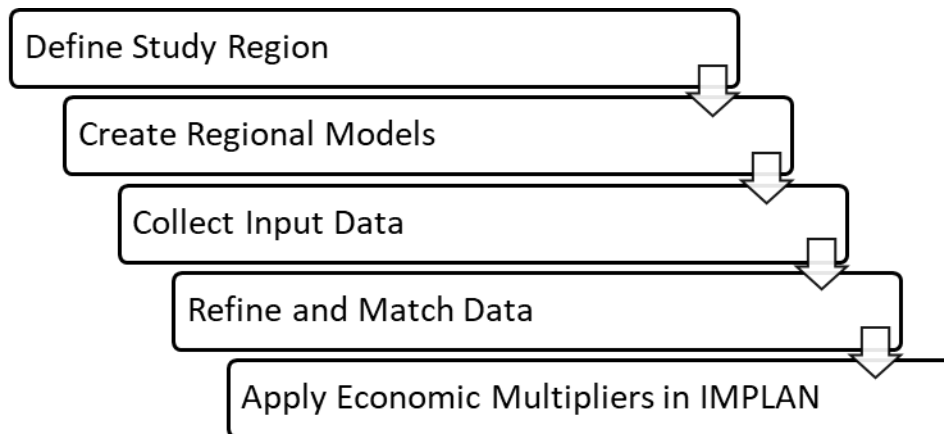 Define Study Region
Create Regional Models
Collect Input Data
Refine and Match Data
Apply Economic Multipliers in IMPLAN